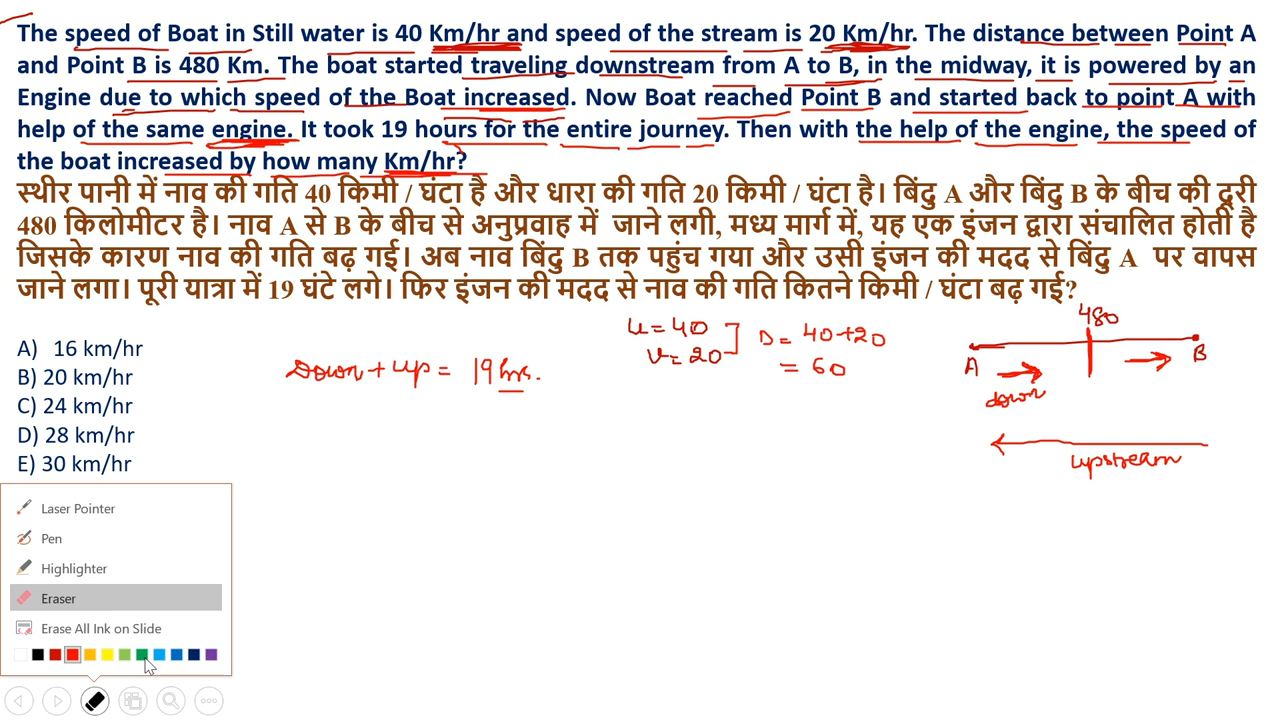 The speed of Boat in Still water is 40 Km/hr and speed of the stream is 20 Km/hr. The distance between Point A
and Point B is 480 Km. The boat started traveling downstream from A to B, in the midway, it is powered by an
Engine due to which speed of the Boat increased. Now Boat reached Point B and started back to point A with
help of the same engine. It took 19 hours for the entire journey. Then with the help of the engine, the speed of
the boat increased by how many Km/hr?
स्थीर पानी में नाव की गति 40 किमी / घंटा है और धारा की गति 20 किमी / घंटा है। बिंदु A और बिंदु B के बीच की दूरी
480 किलोमीटर है। नाव A से B के बीच से अनुप्रवाह में जाने लगी, मध्य मार्ग में, यह एक इंजन द्वारा संचालित होती है
जिसके कारण नाव की गति बढ़ गई। अब नाव बिंदु B तक पहुंच गया और उसी इंजन की मदद से बिंदु A पर वापस
जाने लगा। पूरी यात्रा में 19 घंटे लगे। फिर इंजन की मदद से नाव की गति कितने किमी / घंटा बढ़ गई?
A) 16 km/hr
B) 20 km/hr
C) 24 km/hr
D) 28 km/hr
E) 30 km/hr
Down + up = 19 hrs.
u = 40
v = 20
D = 40+20
= 60
480
A
B
down
upstream
Laser Pointer
Pen
Highlighter
Eraser
Erase All Ink on Slide